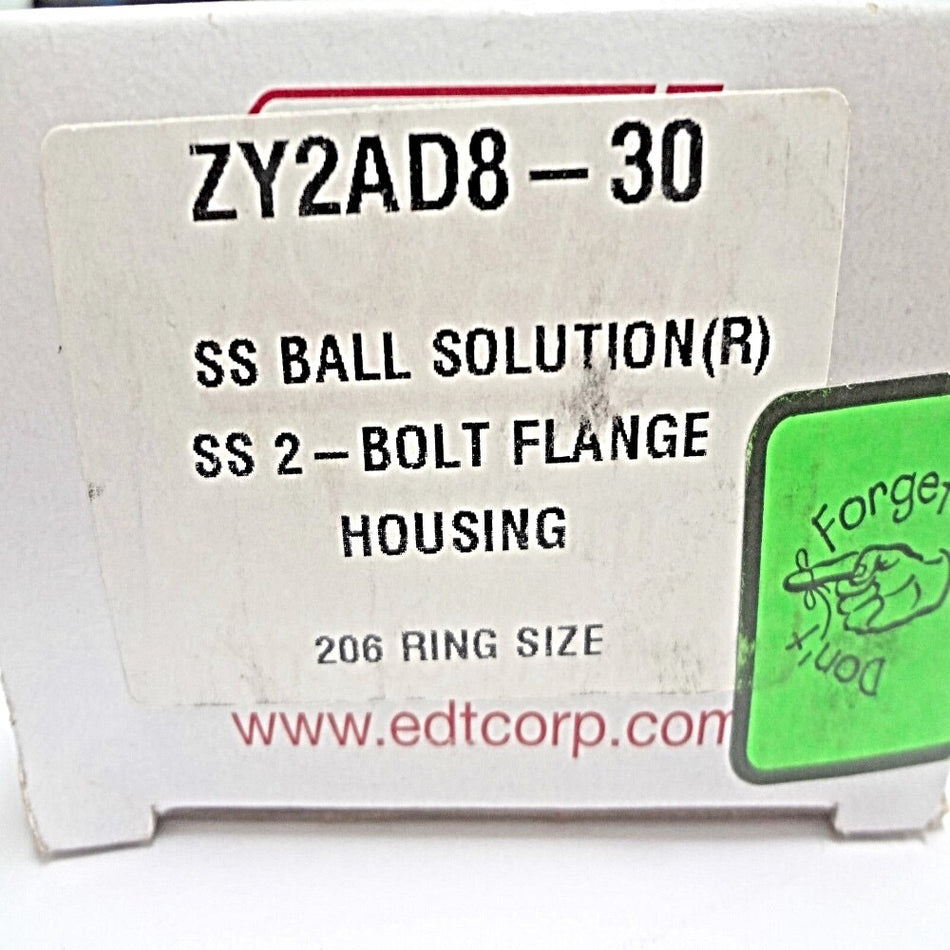 ZY2AD8-30
SS BALL SOLUTION(R)
SS 2-BOLT FLANGE
HOUSING
206 RING SIZE
www.edtcorp.com
Don't
Forget